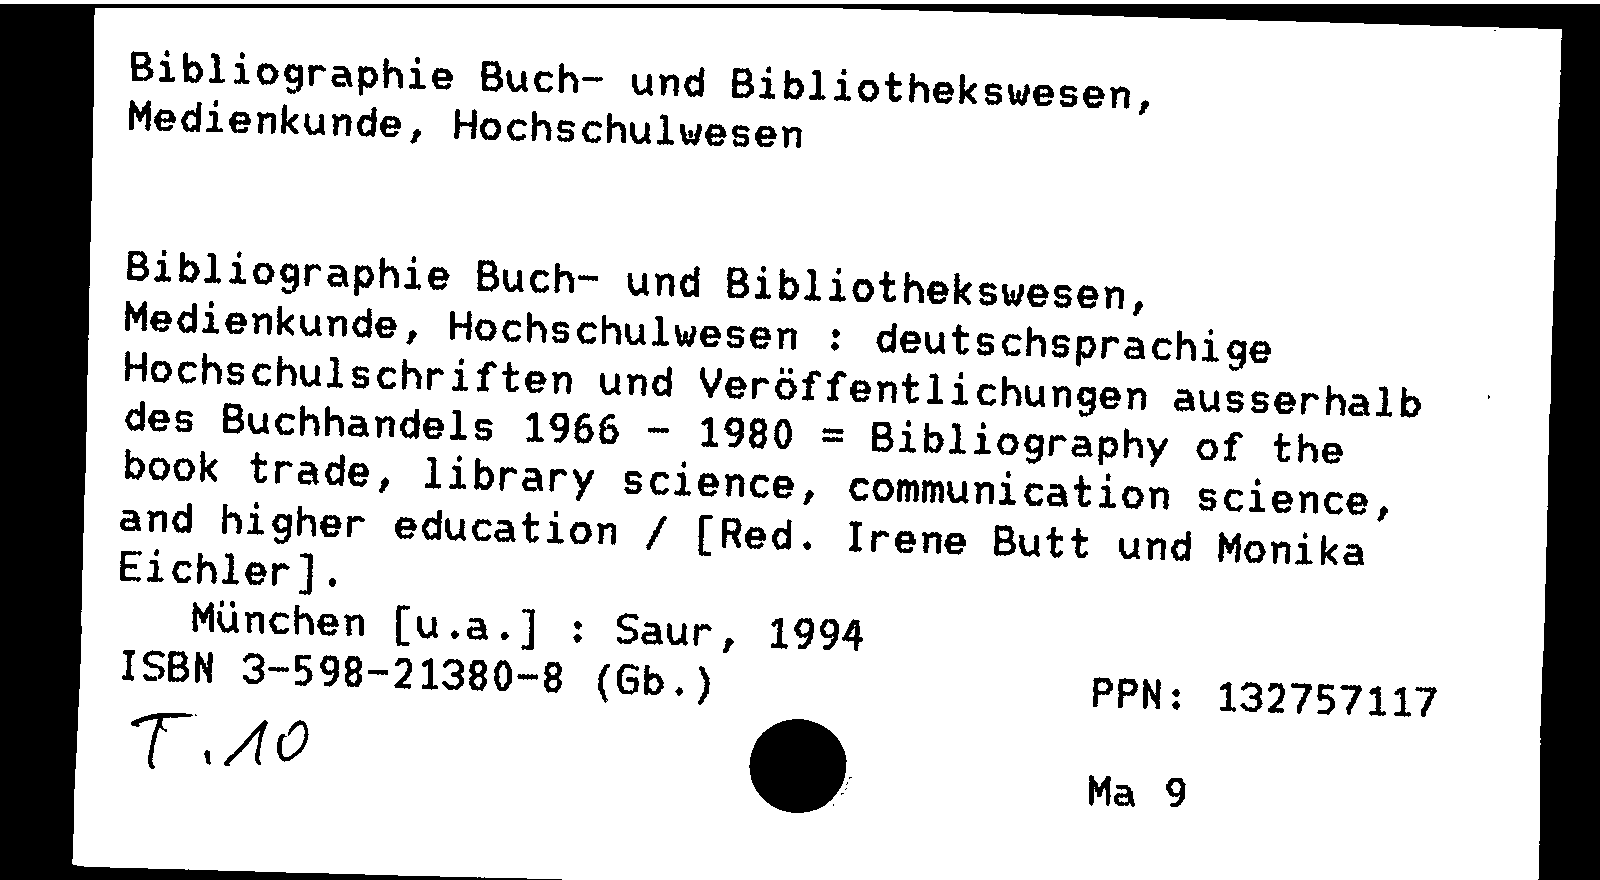 Bibliographie Buch- und Bibliothekswesen,
Medienkunde, Hochschulwesen
Bibliographie Buch- und Bibliothekswesen,
Medienkunde, Hochschulwesen : deutschsprachige
Hochschulschriften und Veröffentlichungen ausserhalb
des Buchhandels 1966 - 1980 = Bibliography of the
book trade, library science, communication science,
and higher education / [Red. Irene Butt und Monika
Eichler].
München [u.a.] : Saur, 1994
ISBN 3-598-21380-8 (Gb.)
PPN: 132757117
T.10
Ma 9